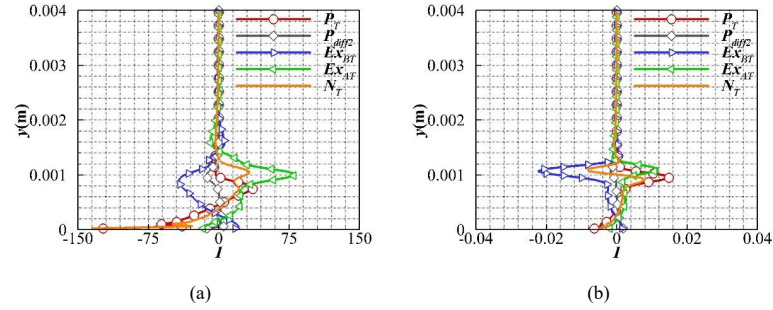 (a)
0.004
0.003
0.002
0.001
0
y(m)
-150
-75
0
75
150
I
P_T
P_diff2
Ex_BT
Ex_AT
N_T
(b)
0.004
0.003
0.002
0.001
0
y(m)
-0.04
-0.02
0
0.02
0.04
I
P_T
P_diff2
Ex_BT
Ex_AT
N_T
(a)
(b)